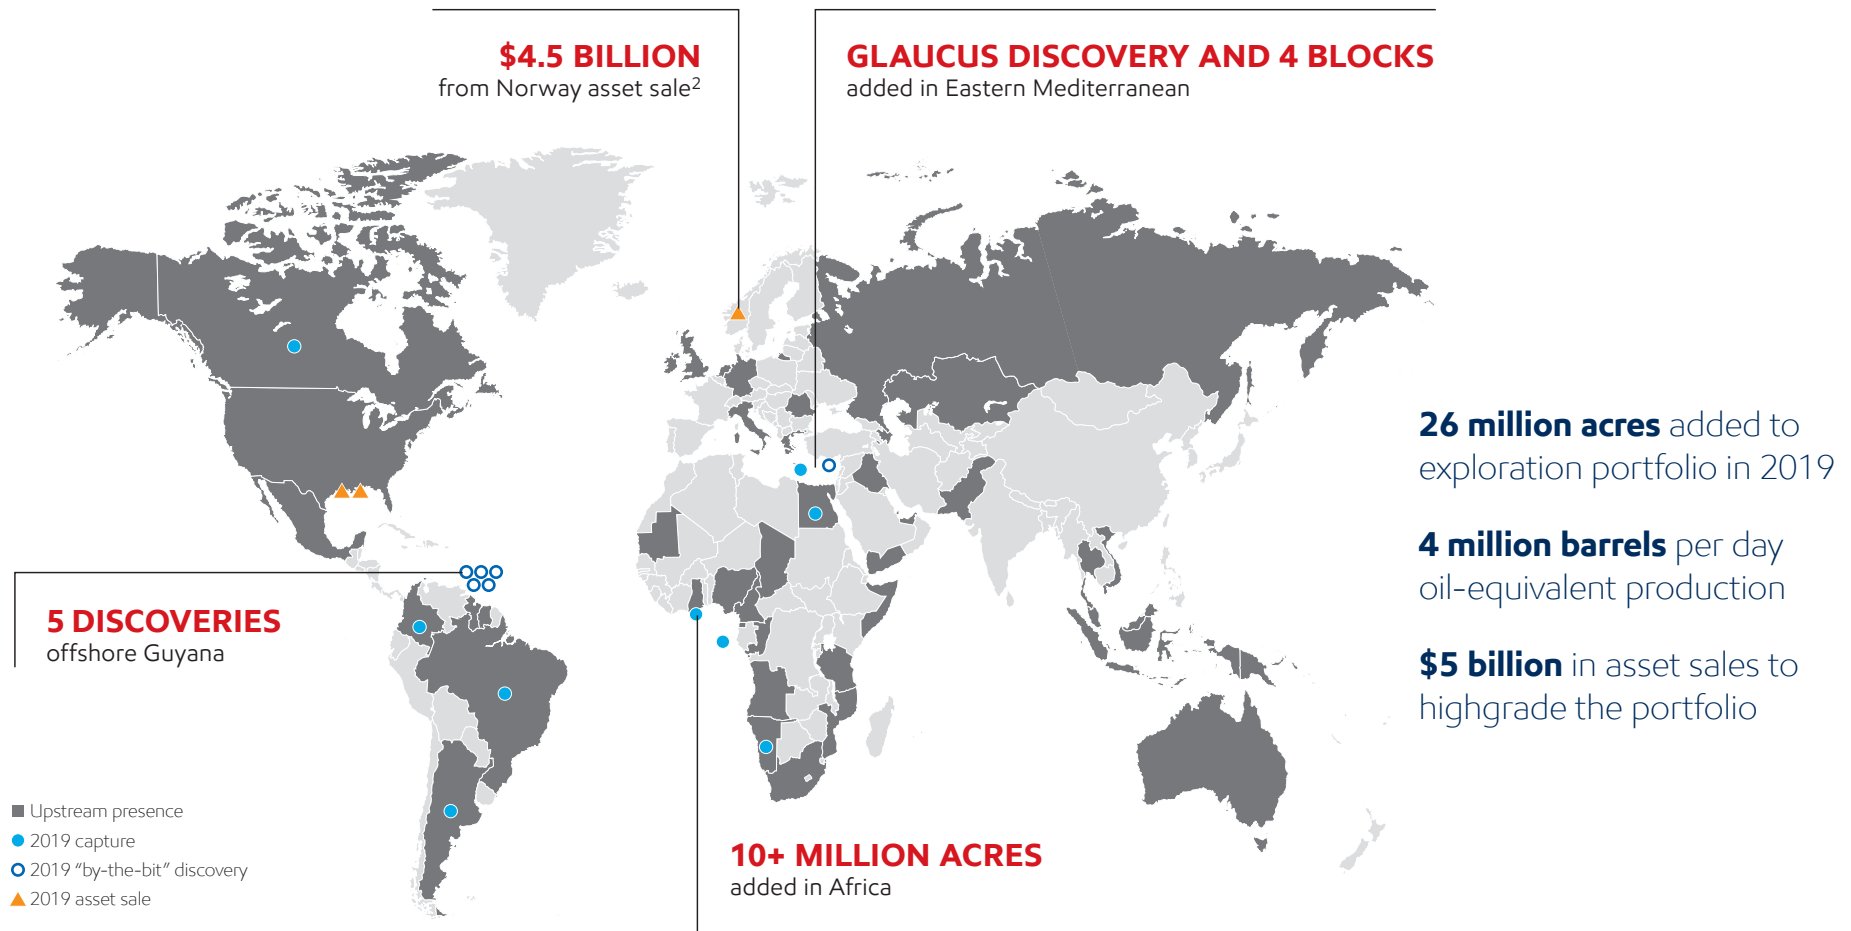 $4.5 BILLION
from Norway asset sale²
GLAUCUS DISCOVERY AND 4 BLOCKS
added in Eastern Mediterranean
26 million acres added to
exploration portfolio in 2019
4 million barrels per day
oil-equivalent production
$5 billion in asset sales to
highgrade the portfolio
5 DISCOVERIES
offshore Guyana
Upstream presence
2019 capture
2019 “by-the-bit” discovery
2019 asset sale
10+ MILLION ACRES
added in Africa